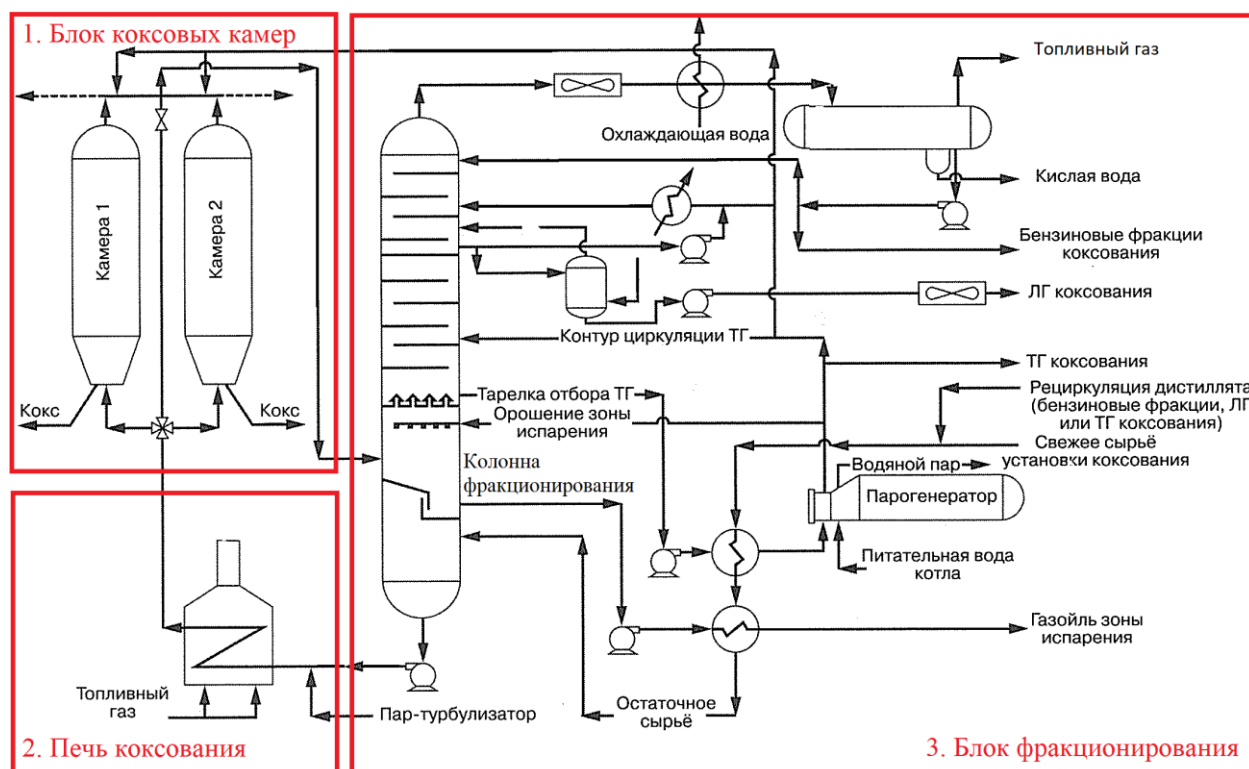 1. Блок коксовых камер
Камера 1
Камера 2
Кокс
Кокс
2. Печь коксования
Топливный
газ
Пар-турбулизатор
3. Блок фракционирования
Охлаждающая вода
Топливный газ
Кислая вода
Бензиновые фракции
коксования
ЛГ коксования
Контур циркуляции ТГ
ТГ коксования
Тарелка отбора ТГ
Орошение зоны
испарения
Рециркуляция дистиллята
(бензиновые фракции, ЛГ
или ТГ коксования)
Свежее сырьё
установки коксования
Колонна
фракционирования
Водяной пар
Парогенератор
Питательная вода
котла
Газойль зоны
испарения
Остаточное
сырьё